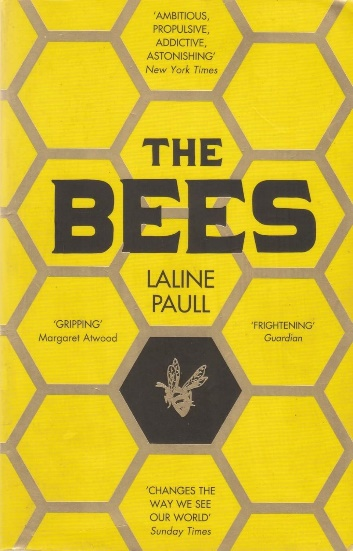 ‘AMBITIOUS,
PROPULSIVE,
ADDICTIVE,
ASTONISHING’
New York Times
THE
BEES
LALINE
PAULL
‘GRIPPING’
Margaret Atwood
‘FRIGHTENING’
Guardian
‘CHANGES THE
WAY WE SEE
OUR WORLD’
Sunday Times